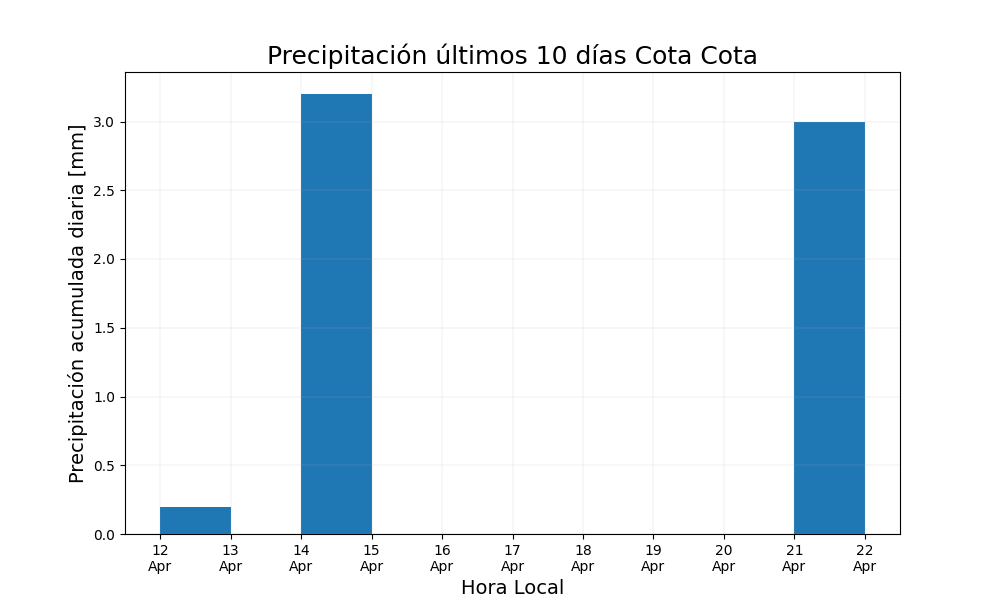 Precipitación últimos 10 días Cota Cota
Precipitación acumulada diaria [mm]
3.0
2.5
2.0
1.5
1.0
0.5
0.0
12 13 14 15 16 17 18 19 20 21 22
Apr Apr Apr Apr Apr Apr Apr Apr Apr Apr Apr
Hora Local